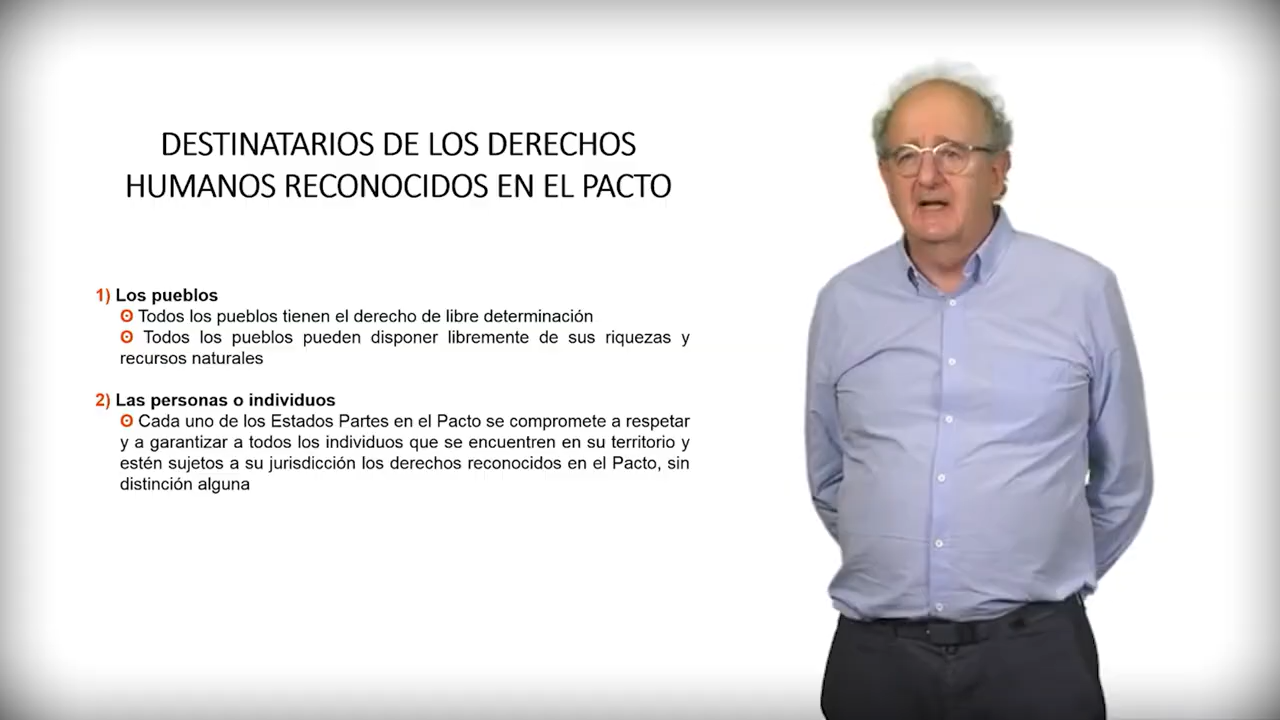 DESTINATARIOS DE LOS DERECHOS
HUMANOS RECONOCIDOS EN EL PACTO
1) Los pueblos
ʘ Todos los pueblos tienen el derecho de libre determinación
ʘ Todos los pueblos pueden disponer libremente de sus riquezas y
recursos naturales
2) Las personas o individuos
ʘ Cada uno de los Estados Partes en el Pacto se compromete a respetar
y a garantizar a todos los individuos que se encuentren en su territorio y
estén sujetos a su jurisdicción los derechos reconocidos en el Pacto, sin
distinción alguna